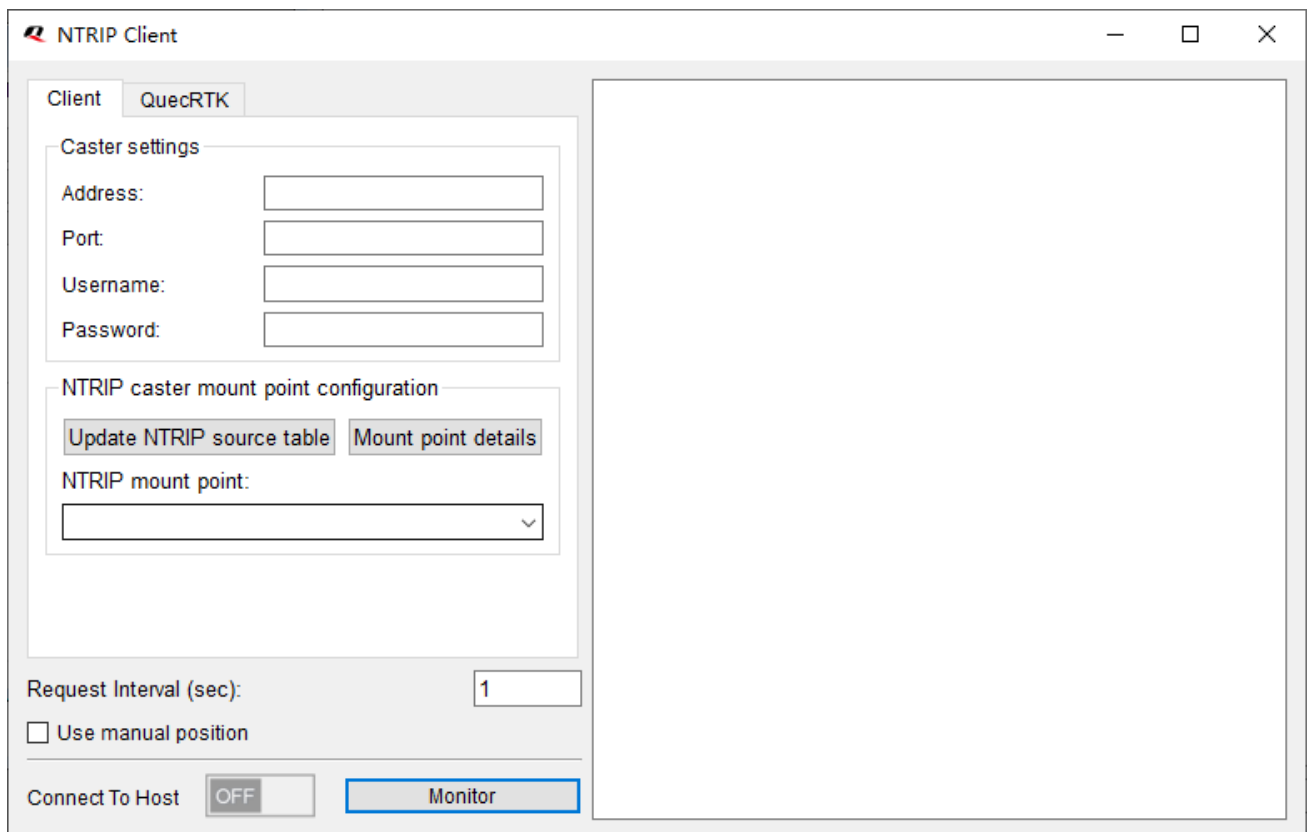 NTRIP Client
Client QuecRTK
Caster settings
Address:
Port:
Username:
Password:
NTRIP caster mount point configuration
Update NTRIP source table Mount point details
NTRIP mount point:
Request Interval (sec): 1
Use manual position
Connect To Host OFF Monitor